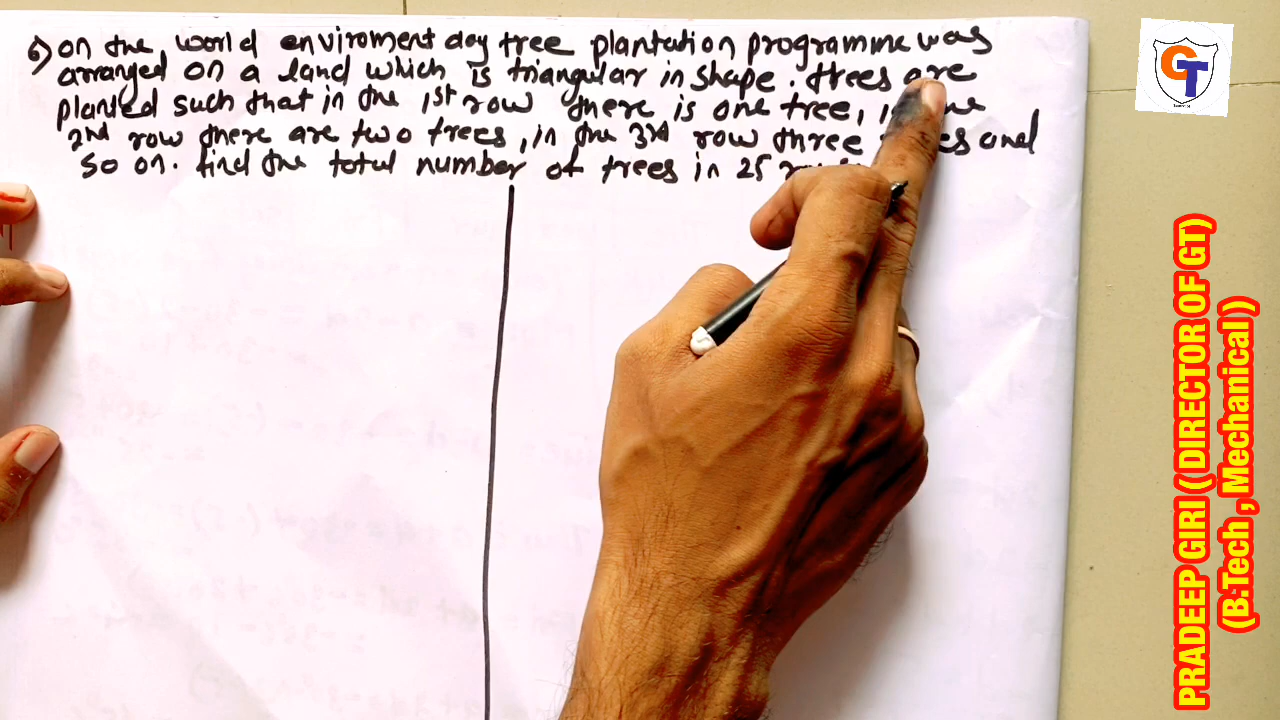 6) on the, world enviroment day tree plantation programme was
arranged on a land which is triangular in shape. trees are
planted such that in the 1st row there is one tree, in
2nd row there are two trees, in the 3rd row three and
so on. find the total number of trees in 25
GT
PRADEEP GIRI (( DIRECTOR OF GT)
(B.Tech , Mechanical )